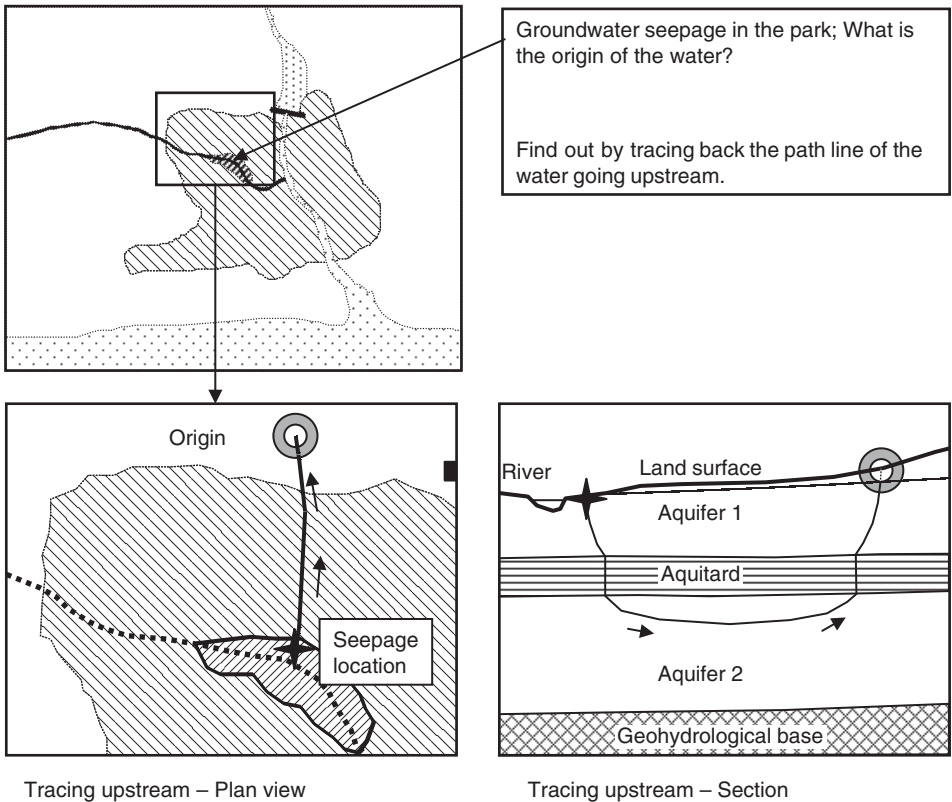 Groundwater seepage in the park; What is
the origin of the water?
Find out by tracing back the path line of the
water going upstream.
Origin
Seepage
location
River
Land surface
Aquifer 1
Aquitard
Aquifer 2
Geohydrological base
Tracing upstream – Plan view
Tracing upstream – Section